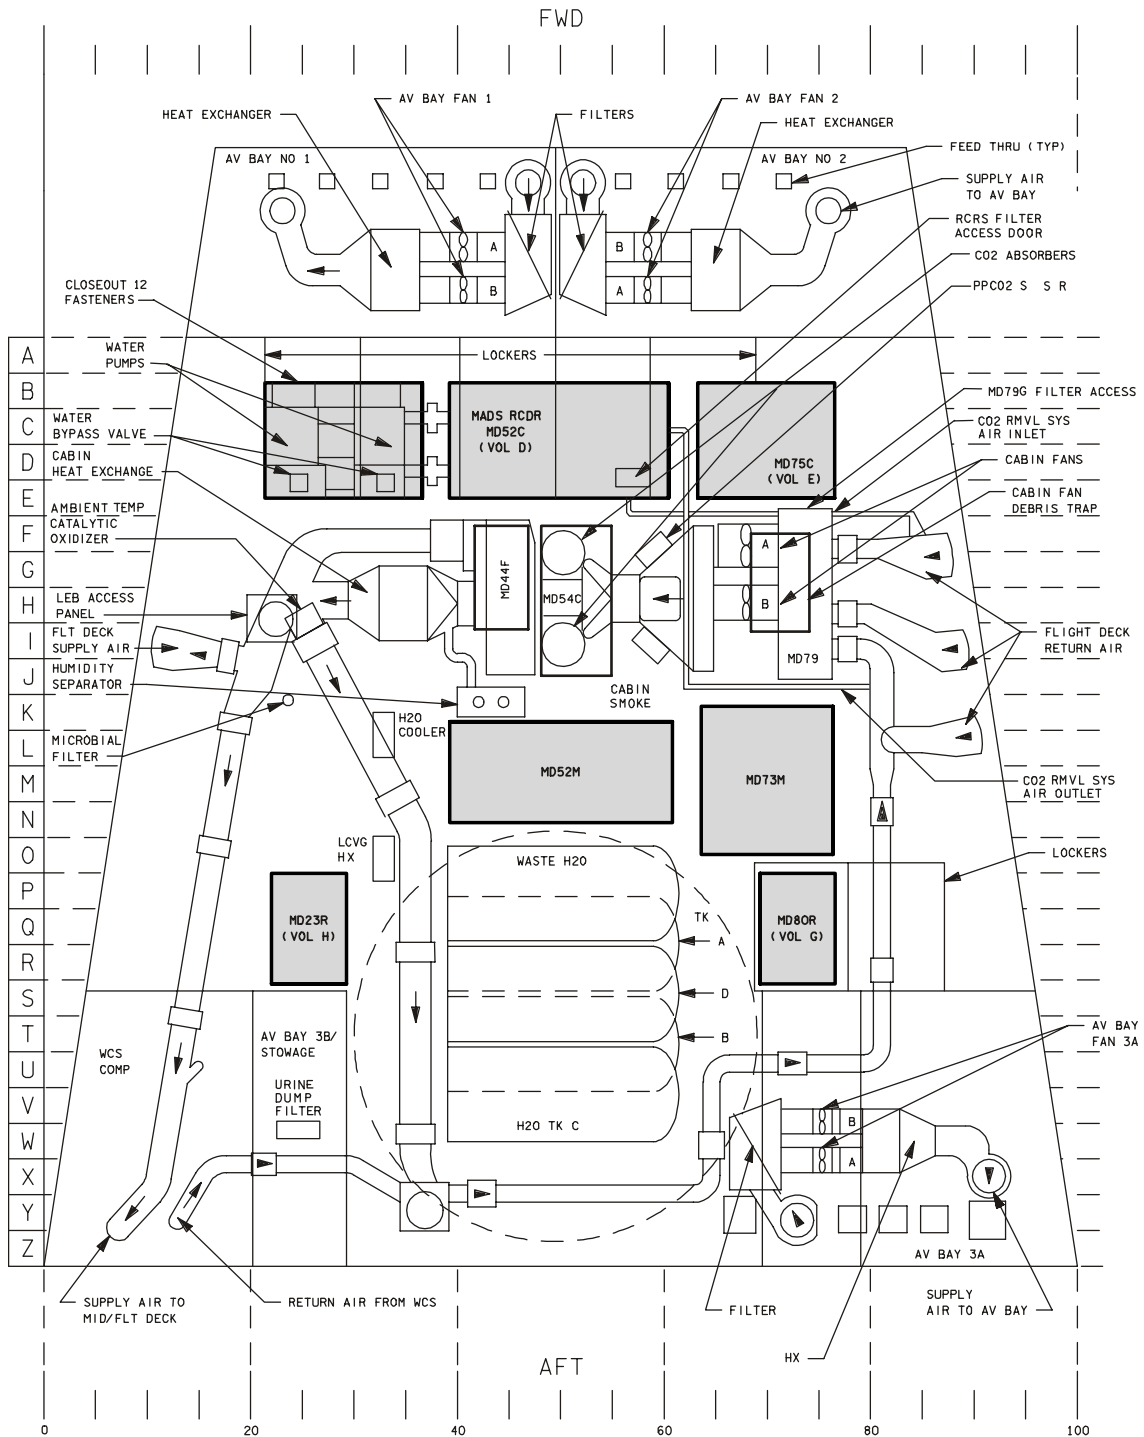 FWD
AV BAY FAN 1
AV BAY FAN 2
HEAT EXCHANGER
FILTERS
HEAT EXCHANGER
AV BAY NO 1
AV BAY NO 2
FEED THRU (TYP)
SUPPLY AIR
TO AV BAY
RCRS FILTER
ACCESS DOOR
A
B
B
A
CO2 ABSORBERS
CLOSEOUT 12
FASTENERS
PPCO2 S S R
A
WATER
PUMPS
LOCKERS
B
MD79G FILTER ACCESS
C
WATER
BYPASS VALVE
MADS RCDR
MD52C
(VOL D)
CO2 RMVL SYS
AIR INLET
D
CABIN
HEAT EXCHANGE
MD75C
(VOL E)
CABIN FANS
E
AMBIENT TEMP
CATALYTIC
OXIDIZER
CABIN FAN
DEBRIS TRAP
F
A
G
MD44F
H
LEB ACCESS
PANEL
MD54C
B
I
FLT DECK
SUPPLY AIR
FLIGHT DECK
RETURN AIR
MD79
J
HUMIDITY
SEPARATOR
CABIN
SMOKE
K
H2O
COOLER
L
MICROBIAL
FILTER
M
MD52M
MD73M
CO2 RMVL SYS
AIR OUTLET
N
O
LCVG
HX
WASTE H2O
LOCKERS
P
Q
MD23R
(VOL H)
TK
A
MD80R
(VOL G)
R
S
D
T
WCS
COMP
AV BAY 3B/
STOWAGE
B
AV BAY
FAN 3A
U
URINE
DUMP
FILTER
V
H2O TK C
B
W
A
X
Y
Z
AV BAY 3A
SUPPLY AIR TO
MID/FLT DECK
RETURN AIR FROM WCS
FILTER
SUPPLY
AIR TO AV BAY
HX
AFT
0
20
40
60
80
100